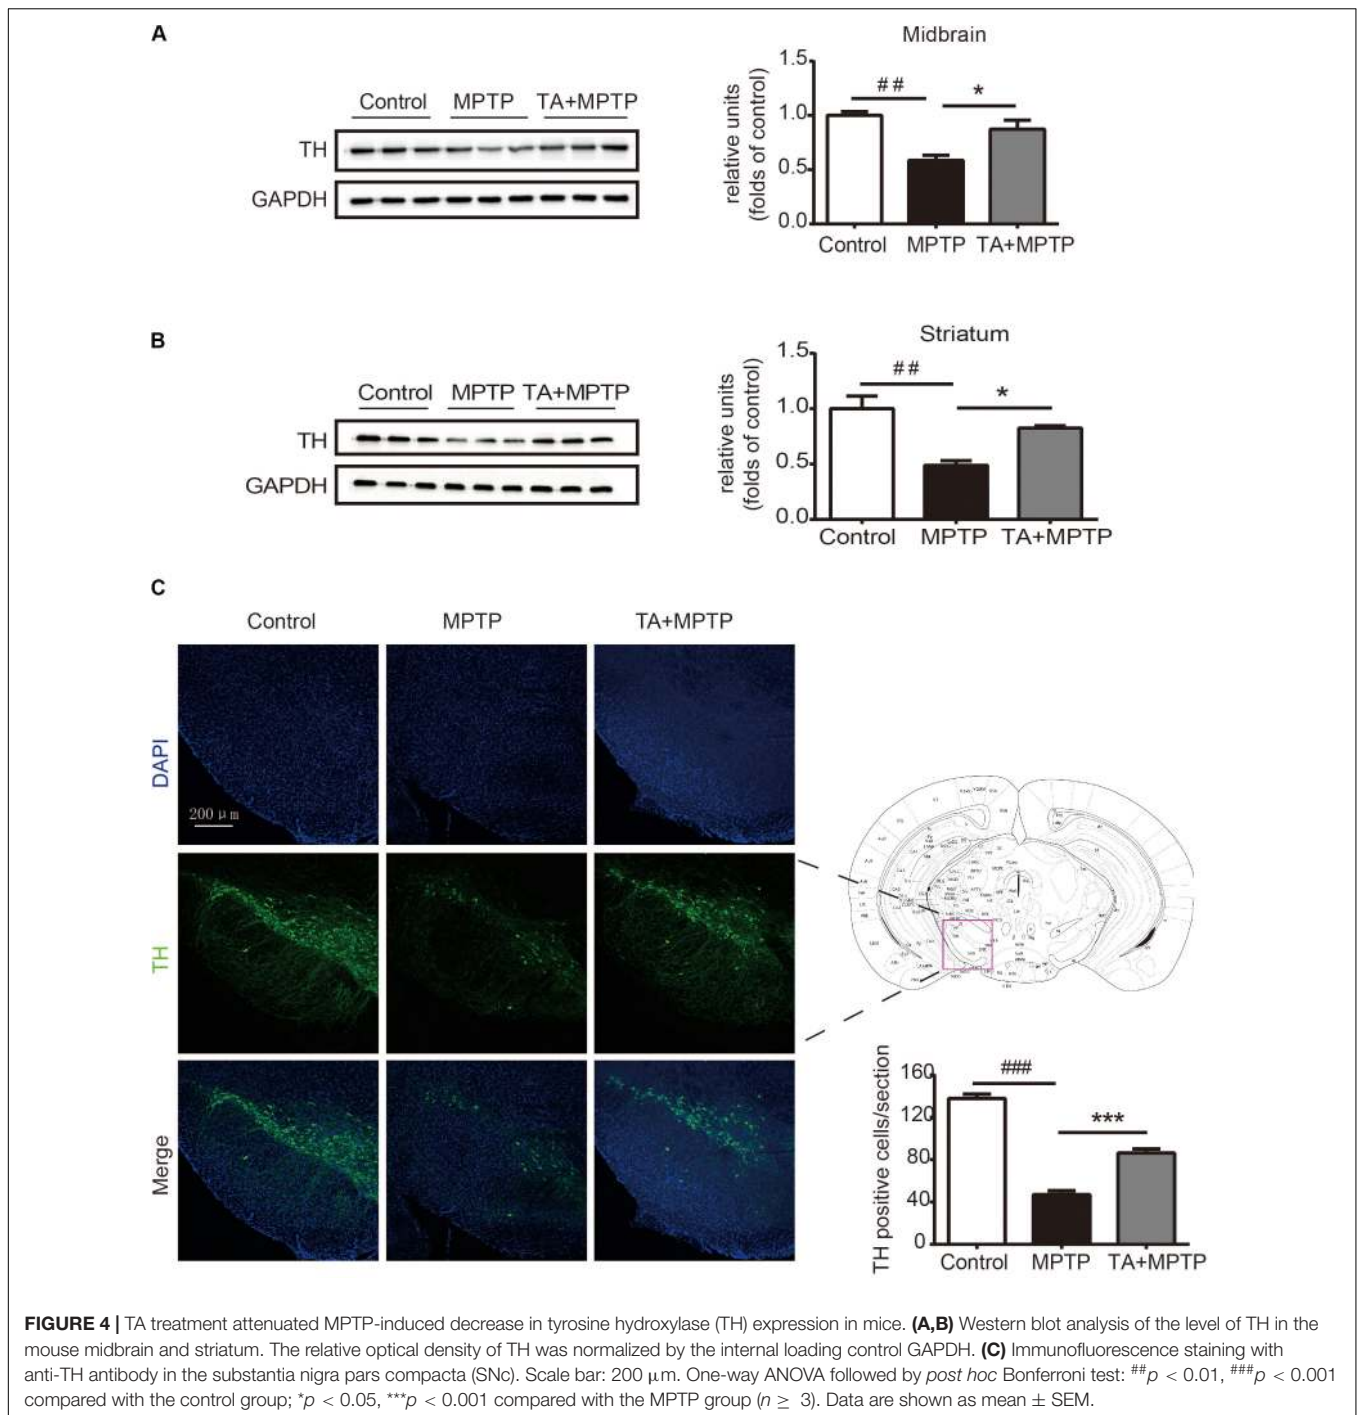 A
Midbrain
Control MPTP TA+MPTP
TH
GAPDH
relative units
(folds of control)
1.5
1.0
0.5
0.0
## *
Control MPTP TA+MPTP
B
Striatum
Control MPTP TA+MPTP
TH
GAPDH
relative units
(folds of control)
1.5
1.0
0.5
0.0
## *
Control MPTP TA+MPTP
C
Control MPTP TA+MPTP
DAPI
200 μm
TH
Merge
TH positive cells/section
160
120
80
40
0
### ***
Control MPTP TA+MPTP
FIGURE 4 | TA treatment attenuated MPTP-induced decrease in tyrosine hydroxylase (TH) expression in mice. (A,B) Western blot analysis of the level of TH in the
mouse midbrain and striatum. The relative optical density of TH was normalized by the internal loading control GAPDH. (C) Immunofluorescence staining with
anti-TH antibody in the substantia nigra pars compacta (SNc). Scale bar: 200 μm. One-way ANOVA followed by post hoc Bonferroni test: ##p < 0.01, ###p < 0.001
compared with the control group; *p < 0.05, ***p < 0.001 compared with the MPTP group (n ≥ 3). Data are shown as mean ± SEM.